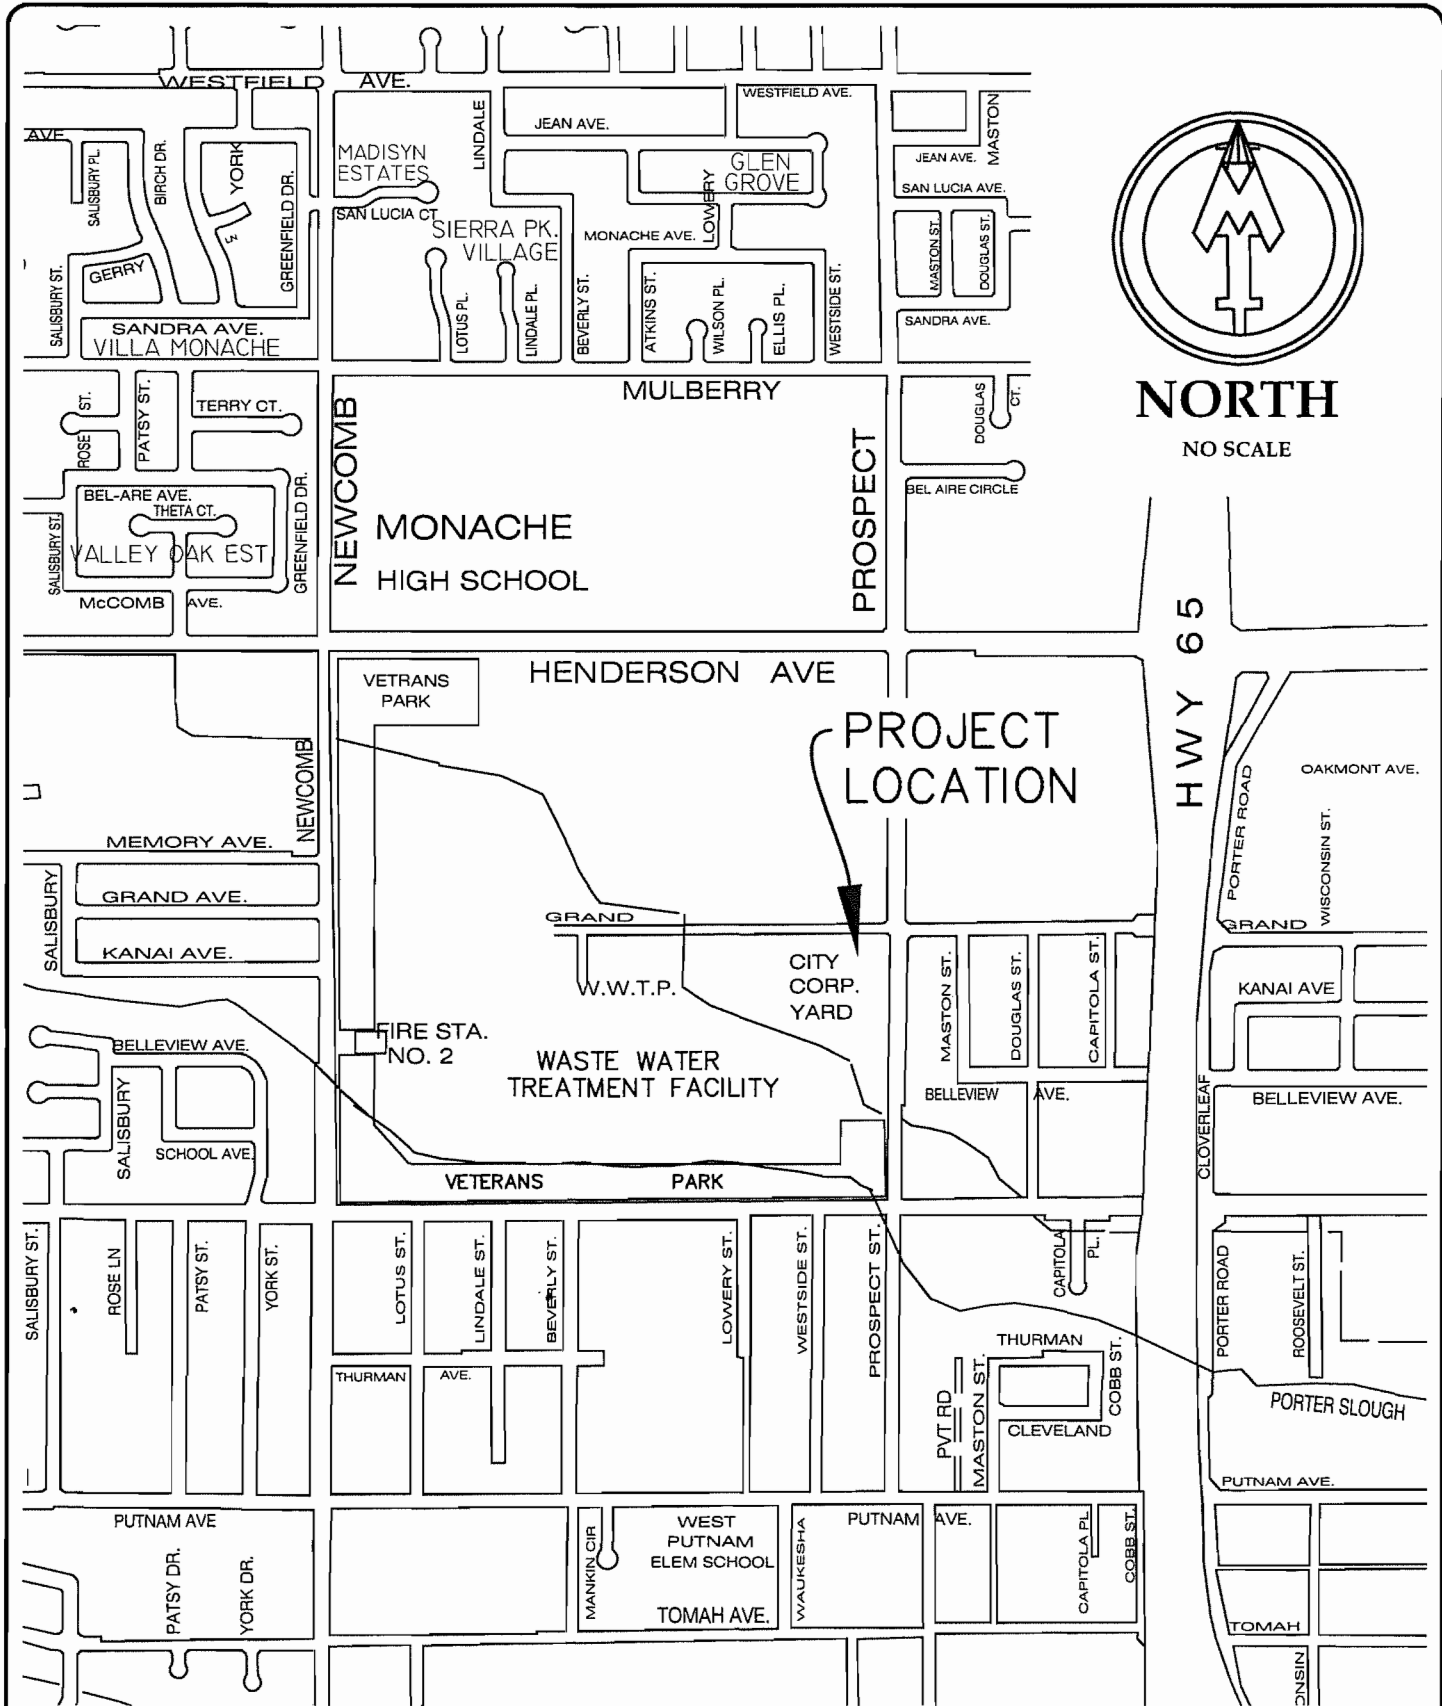 WESTFIELD AVE.
WESTFIELD AVE.
AVE
SALISBURY PL.
BIRCH DR.
YORK
LN
GREENFIELD DR.
MADISYN
ESTATES
SAN LUCIA CT
LINDALE
JEAN AVE.
GLEN
GROVE
LOWERY
MASTON
JEAN AVE.
SAN LUCIA AVE.
SIERRA PK.
VILLAGE
MONACHE AVE.
MASTON ST.
DOUGLAS ST.
SALISBURY ST.
GERRY
LOTUS PL.
LINDALE PL.
BEVERLY ST.
ATKINS ST.
WILSON PL.
ELLIS PL.
WESTSIDE ST.
SANDRA AVE.
SANDRA AVE.
VILLA MONACHE
NORTH
NO SCALE
MULBERRY
ROSE ST.
PATSY ST.
TERRY CT.
NEWCOMB
PROSPECT
DOUGLAS CT.
BEL AIRE CIRCLE
BEL-ARE AVE.
THETA CT.
GREENFIELD DR.
SALISBURY ST.
VALLEY OAK EST
McCOMB AVE.
MONACHE
HIGH SCHOOL
HWY 65
HENDERSON AVE
VETRANS
PARK
PROJECT
LOCATION
NEWCOMB
MEMORY AVE.
PORTER ROAD
OAKMONT AVE.
WISCONSIN ST.
SALISBURY
GRAND AVE.
KANAI AVE.
GRAND
GRAND
W.W.T.P.
CITY
CORP.
YARD
MASTON ST.
DOUGLAS ST.
CAPITOLA ST.
KANAI AVE
FIRE STA.
NO. 2
WASTE WATER
TREATMENT FACILITY
BELLEVIEW AVE.
BELLEVIEW AVE.
BELLEVIEW AVE.
CLOVERLEAF
SALISBURY
SCHOOL AVE.
VETERANS PARK
SALISBURY ST.
ROSE LN
PATSY ST.
YORK ST.
LOTUS ST.
LINDALE ST.
BEVERLY ST.
LOWERY ST.
WESTSIDE ST.
PROSPECT ST.
CAPITOLA PL.
PORTER ROAD
ROOSEVELT ST.
THURMAN AVE.
THURMAN
COBB ST.
PVT RD
MASTON ST.
CLEVELAND
PORTER SLOUGH
PUTNAM AVE.
PUTNAM AVE
PATSY DR.
YORK DR.
MANKIN CIR
WEST
PUTNAM
ELEM SCHOOL
TOMAH AVE.
WAUKESHA
PUTNAM AVE.
CAPITOLA PL
COBB ST.
TOMAH
ONSIN